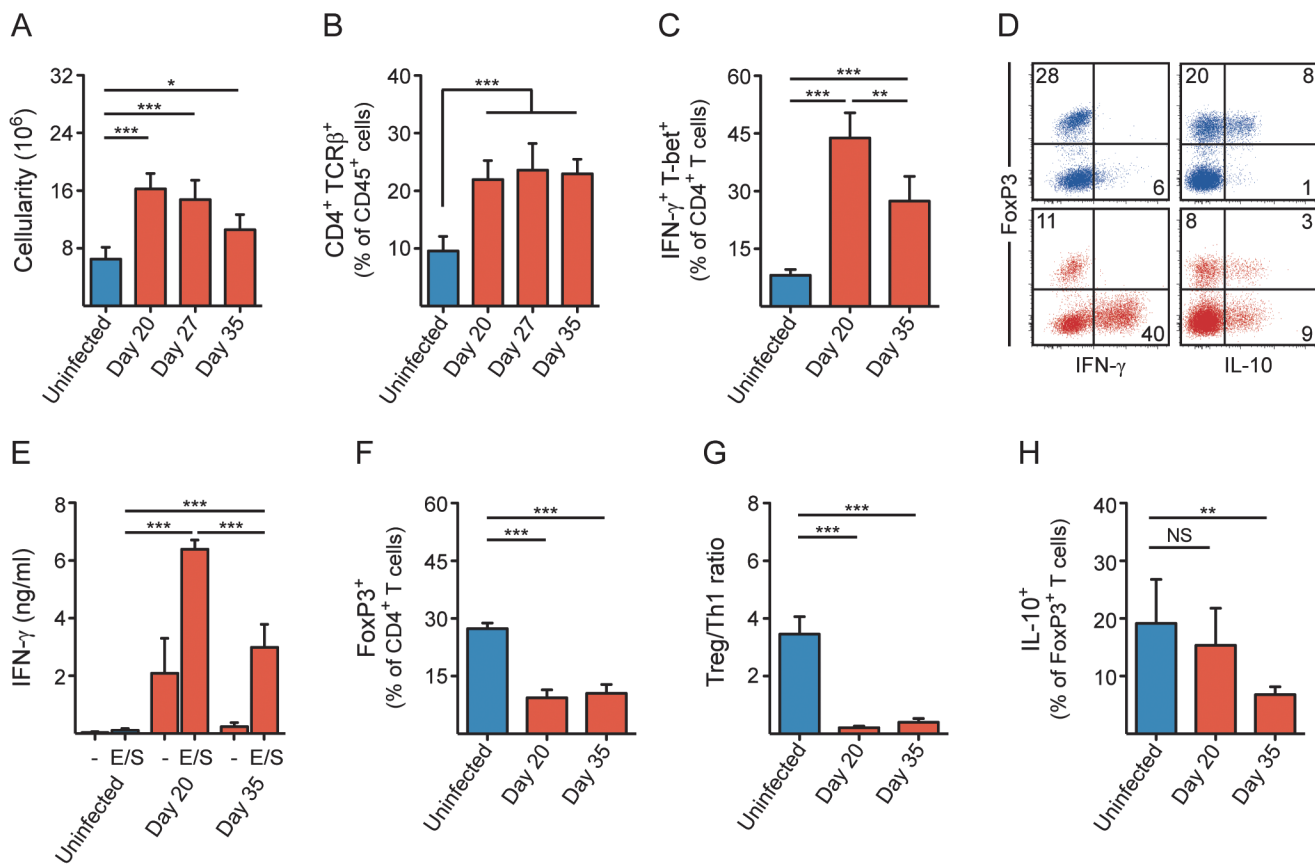 A
Cellularity (10⁶)
32
24
16
8
*
***
***
Uninfected
Day 20
Day 27
Day 35
B
CD4⁺ TCRβ⁺
(% of CD45⁺ cells)
40
30
20
10
***
Uninfected
Day 20
Day 27
Day 35
C
IFN-γ⁺ T-bet⁺
(% of CD4⁺ T cells)
60
45
30
15
***
*** **
Uninfected
Day 20
Day 35
D
FoxP3
28
6
20 8
1
11
40
8 3
9
IFN-γ
IL-10
E
IFN-γ (ng/ml)
8
6
4
2
***
*** ***
- E/S - E/S - E/S
Uninfected
Day 20
Day 35
F
FoxP3⁺
(% of CD4⁺ T cells)
60
45
30
15
***
***
Uninfected
Day 20
Day 35
G
Treg/Th1 ratio
8
6
4
2
***
***
Uninfected
Day 20
Day 35
H
IL-10⁺
(% of FoxP3⁺ T cells)
40
30
20
10
**
NS
Uninfected
Day 20
Day 35